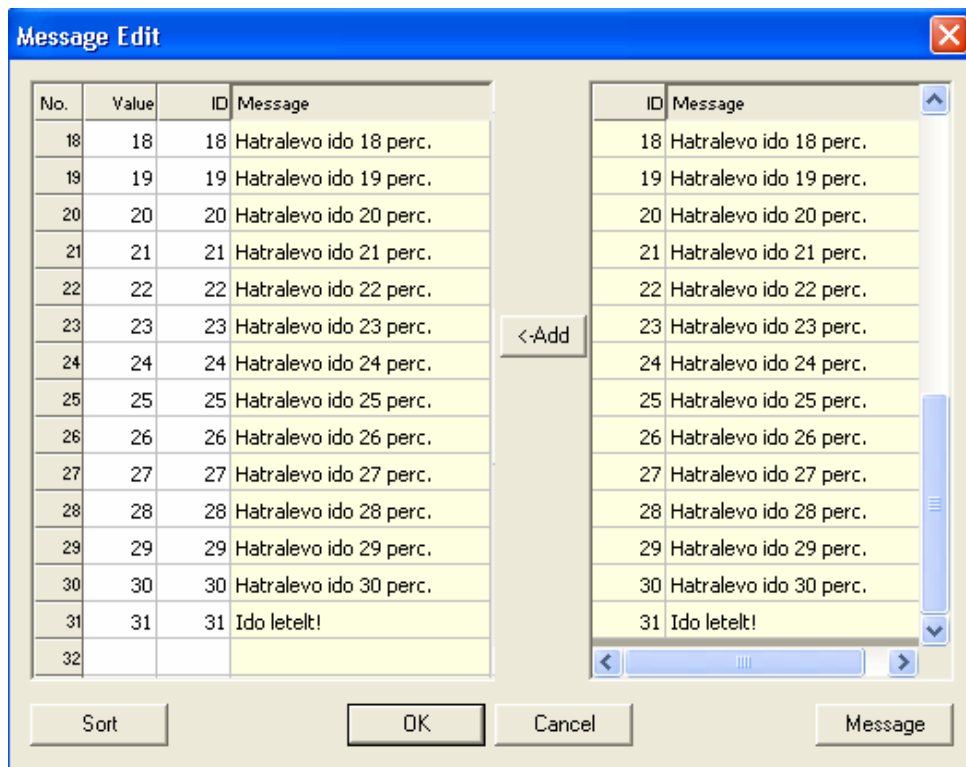 Message Edit
No. Value ID Message
18 18 18 Hatralevo ido 18 perc.
19 19 19 Hatralevo ido 19 perc.
20 20 20 Hatralevo ido 20 perc.
21 21 21 Hatralevo ido 21 perc.
22 22 22 Hatralevo ido 22 perc.
23 23 23 Hatralevo ido 23 perc.
24 24 24 Hatralevo ido 24 perc.
25 25 25 Hatralevo ido 25 perc.
26 26 26 Hatralevo ido 26 perc.
27 27 27 Hatralevo ido 27 perc.
28 28 28 Hatralevo ido 28 perc.
29 29 29 Hatralevo ido 29 perc.
30 30 30 Hatralevo ido 30 perc.
31 31 31 Ido letelt!
32
<-Add
ID Message
18 Hatralevo ido 18 perc.
19 Hatralevo ido 19 perc.
20 Hatralevo ido 20 perc.
21 Hatralevo ido 21 perc.
22 Hatralevo ido 22 perc.
23 Hatralevo ido 23 perc.
24 Hatralevo ido 24 perc.
25 Hatralevo ido 25 perc.
26 Hatralevo ido 26 perc.
27 Hatralevo ido 27 perc.
28 Hatralevo ido 28 perc.
29 Hatralevo ido 29 perc.
30 Hatralevo ido 30 perc.
31 Ido letelt!
Sort OK Cancel Message